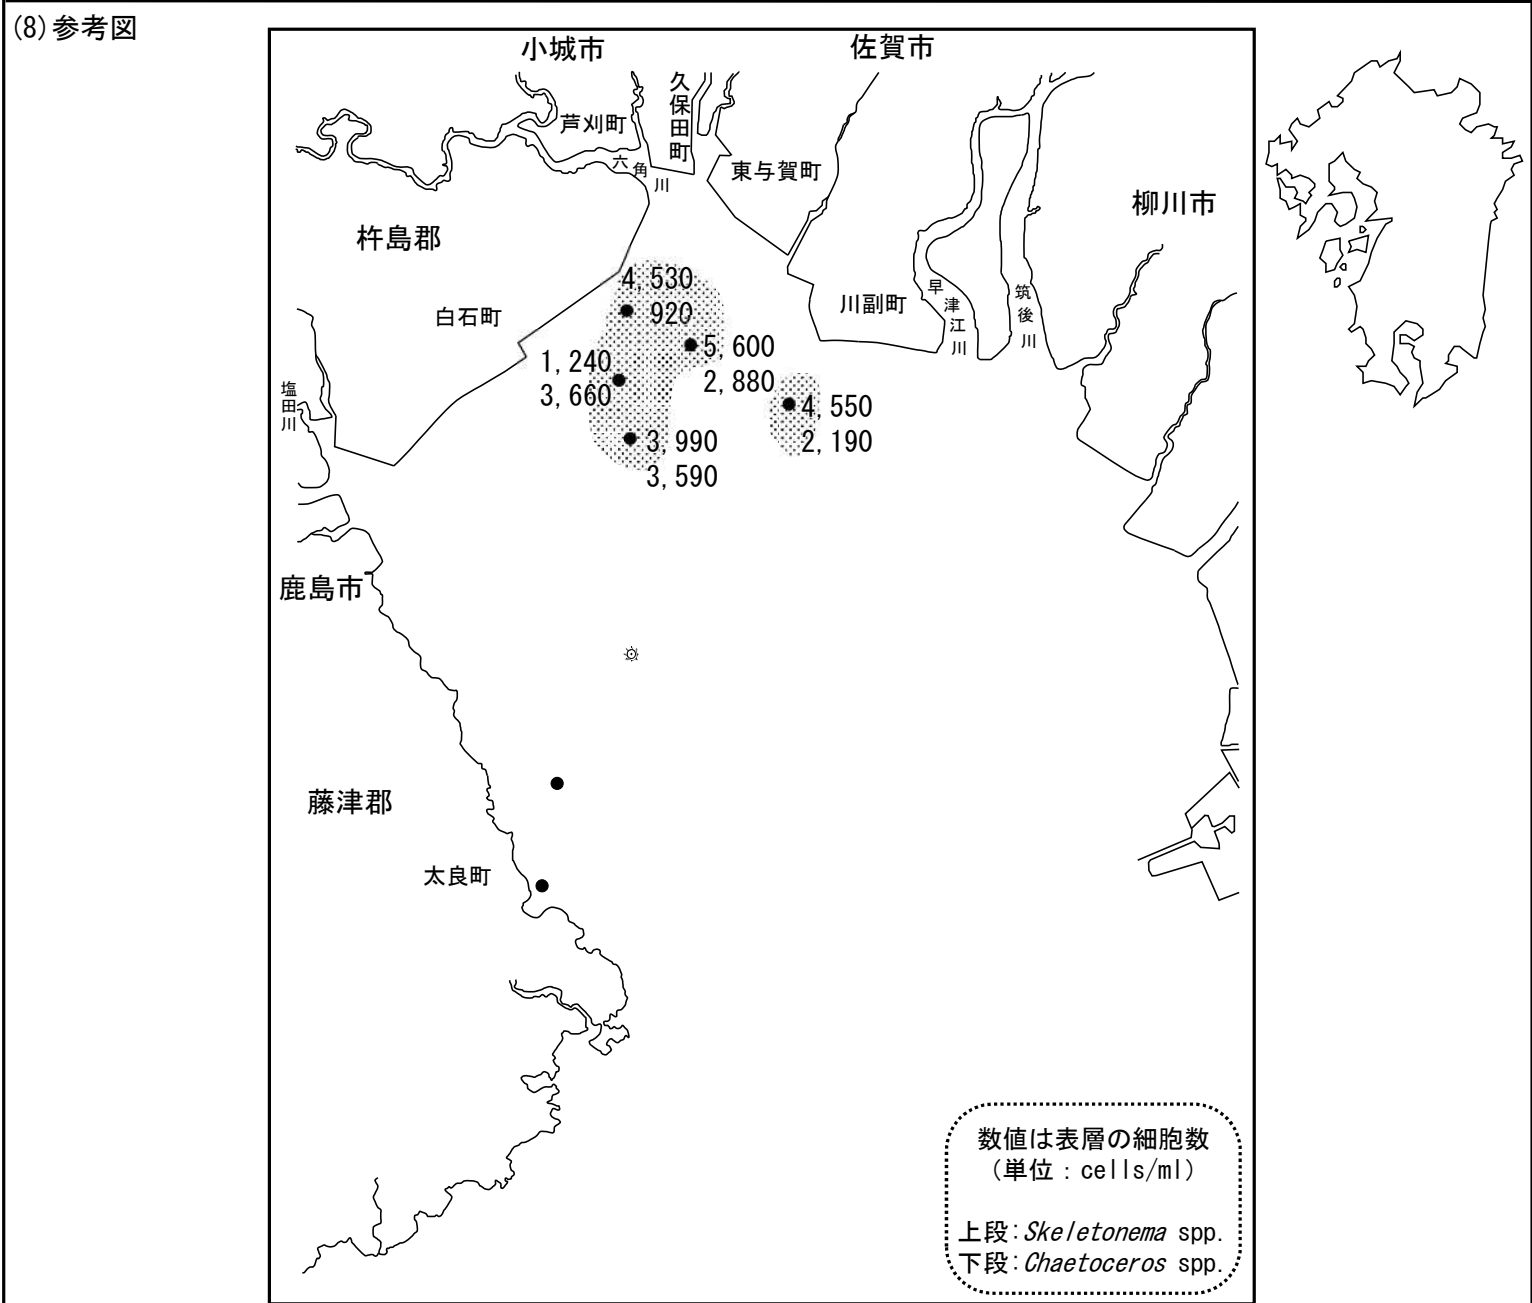 (8)参考図
小城市
佐賀市
久保田町
芦刈町
六角川
東与賀町
柳川市
杵島郡
4,530
920
白石町
川副町
早津江川
筑後川
5,600
2,880
1,240
3,660
塩田川
4,550
2,190
3,990
3,590
鹿島市
藤津郡
太良町
数値は表層の細胞数
(単位:cells/ml)
上段:Skeletonema spp.
下段:Chaetoceros spp.